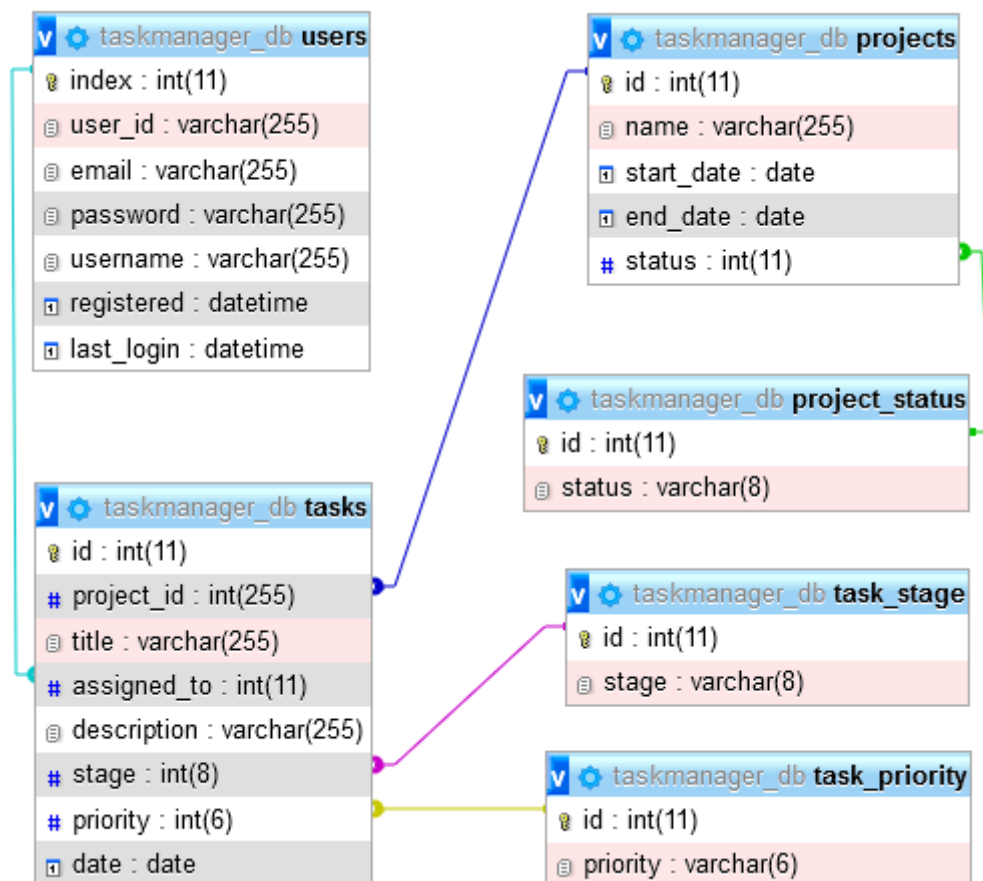 v taskmanager_db users
index : int(11)
user_id : varchar(255)
email : varchar(255)
password : varchar(255)
username : varchar(255)
registered : datetime
last_login : datetime
v taskmanager_db projects
id : int(11)
name : varchar(255)
start_date : date
end_date : date
# status : int(11)
v taskmanager_db project_status
id : int(11)
status : varchar(8)
v taskmanager_db tasks
id : int(11)
# project_id : int(255)
title : varchar(255)
# assigned_to : int(11)
description : varchar(255)
# stage : int(8)
# priority : int(6)
date : date
v taskmanager_db task_stage
id : int(11)
stage : varchar(8)
v taskmanager_db task_priority
id : int(11)
priority : varchar(6)